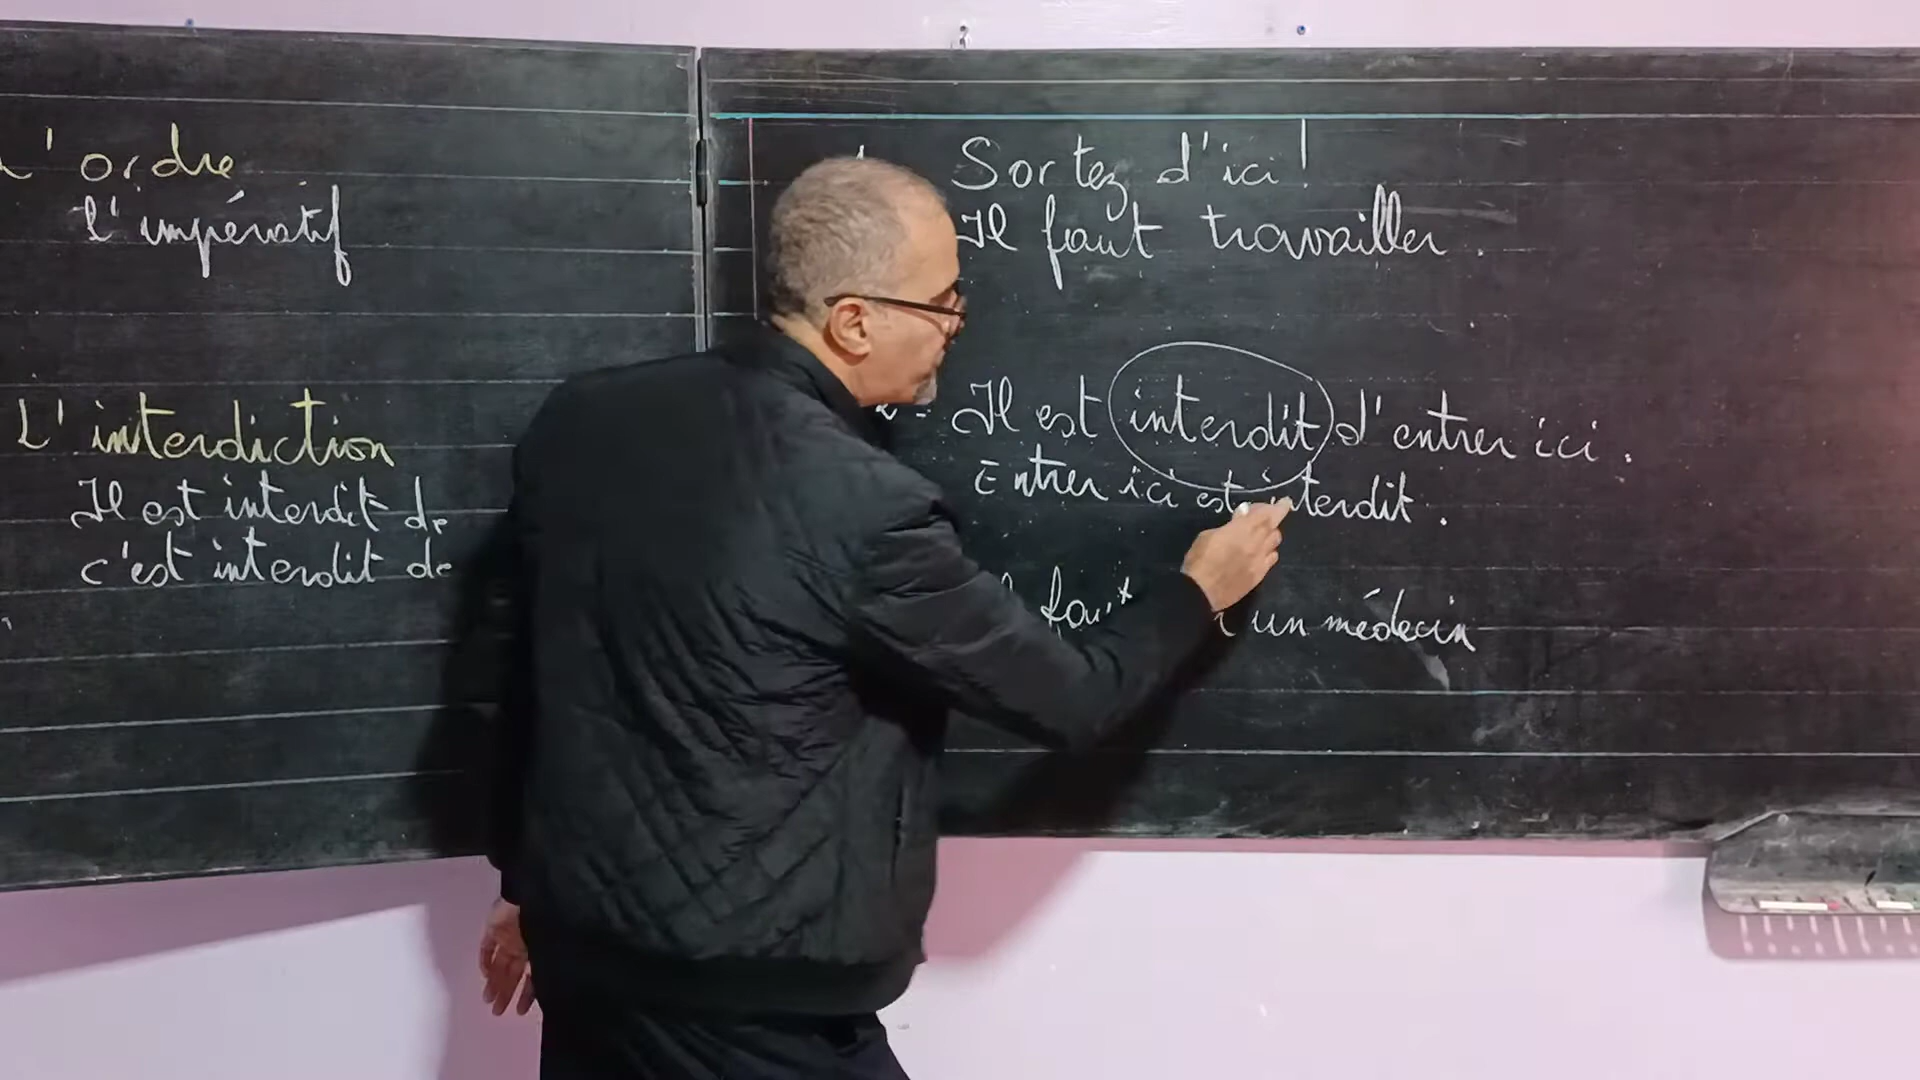 L'ordre
l'impératif
L'interdiction
Il est interdit de
c'est interdit de
Sortez d'ici !
Il faut travailler.
2 - Il est interdit d'entrer ici.
Entrer ici est interdit.
faut un médecin